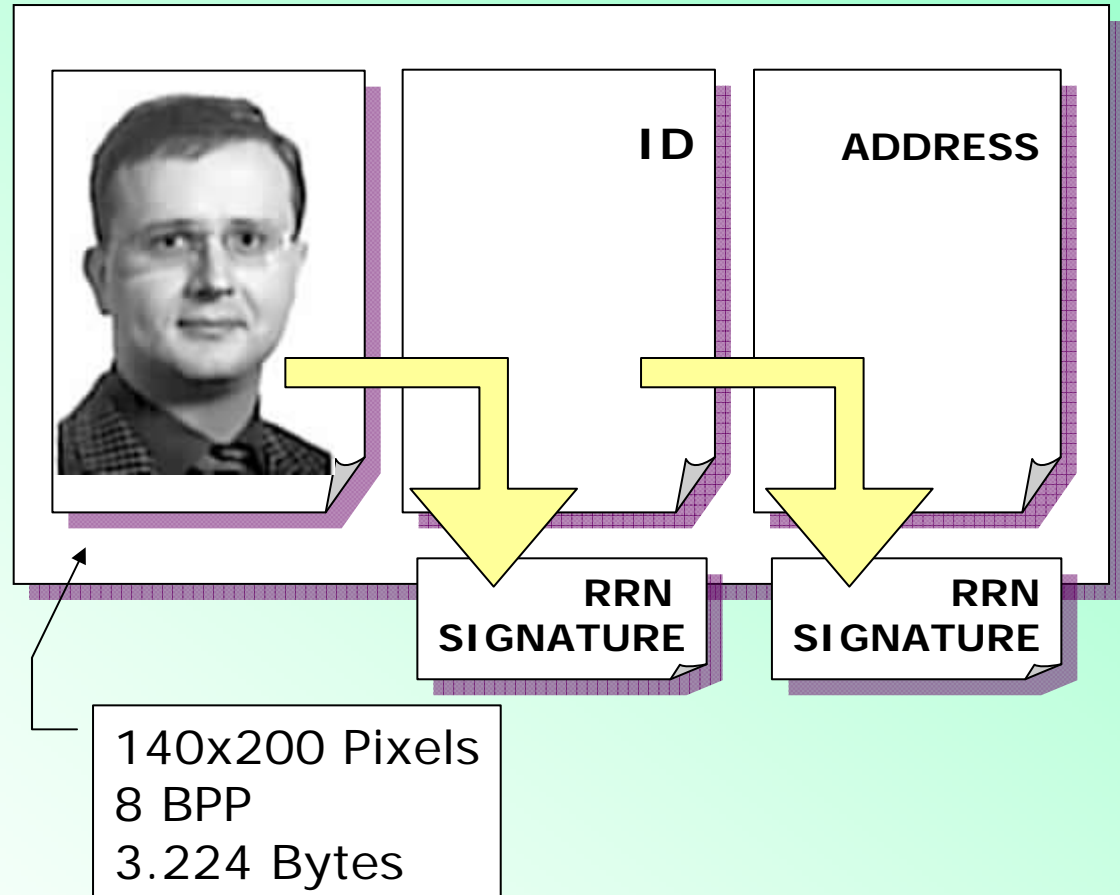 ID
ADDRESS
RRN
SIGNATURE
RRN
SIGNATURE
140x200 Pixels
8 BPP
3.224 Bytes